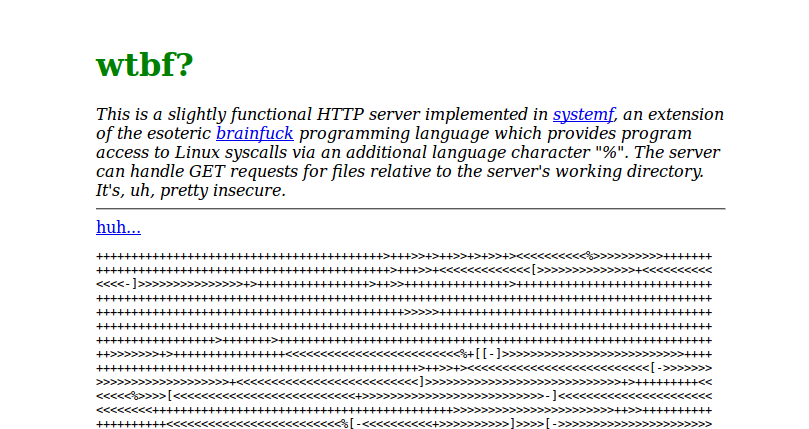 wtbf?
This is a slightly functional HTTP server implemented in systemf, an extension
of the esoteric brainfuck programming language which provides program
access to Linux syscalls via an additional language character "%". The server
can handle GET requests for files relative to the server's working directory.
It's, uh, pretty insecure.
huh...
+++++++++++++++++++++++++++++++++++++++++>+++>>+>++>>+>+>>+><<<<<<<<<<%>>>>>>>>>>+++++++
++++++++++++++++++++++++++++++++++++++++++>+++>>+<<<<<<<<<<<<<[>>>>>>>>>>>>>>+<<<<<<<<<<
<<<<-]>>>>>>>>>>>>>>>+>++++++++++++++++>+>>++++++++++++++++>++++++++++++++++++++++++++++
++++++++++++++++++++++++++++++++++++++++++++++++++++++++++++++++++++++++++++++++++++++++
++++++++++++++++++++++++++++++++++++++++++++>>>>>+++++++++++++++++++++++++++++++++++++++
++++++++++++++++++++++++++++++++++++++++++++++++++++++++++++++++++++++++++++++++++++++++
+++++++++++++++++>+++++++>++++++++++++++++++++++++++++++++++++++++++++++++++++++++++++++
++>>>>>>>+>++++++++++++++++<<<<<<<<<<<<<<<<<<<<<<<<<%+[[-]>>>>>>>>>>>>>>>>>>>>>>>>>>++++
++++++++++++++++++++++++++++++++++++++++++++++>++>>+><<<<<<<<<<<<<<<<<<<<<<<<<<[->>>>>>>
>>>>>>>>>>>>>>>>>>>+<<<<<<<<<<<<<<<<<<<<<<<<<<]>>>>>>>>>>>>>>>>>>>>>>>>>>>>+>+++++++++<<
<<<<<%>>>>[<<<<<<<<<<<<<<<<<<<<<<<<<<+>>>>>>>>>>>>>>>>>>>>>>>>>>-]<<<<<<<<<<<<<<<<<<<<<<
<<<<<<<<+++++++++++++++++++++++++++++++++++++++++++>>>>>>>>>>>>>>>>>>>>>>>++>>++++++++++
++++++++++<<<<<<<<<<<<<<<<<<<<<<<<<%[-<<<<<<<<<<+>>>>>>>>>>]>>>>[->>>>>>>>>>>>>>>>>>>>>>